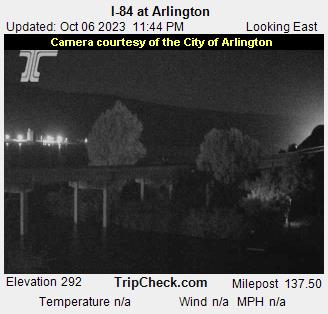 I-84 at Arlington
Updated: Oct 06 2023 11:44 PM Looking East
Camera courtesy of the City of Arlington
Elevation 292 TripCheck.com Milepost 137.50
Temperature n/a Wind n/a MPH n/a